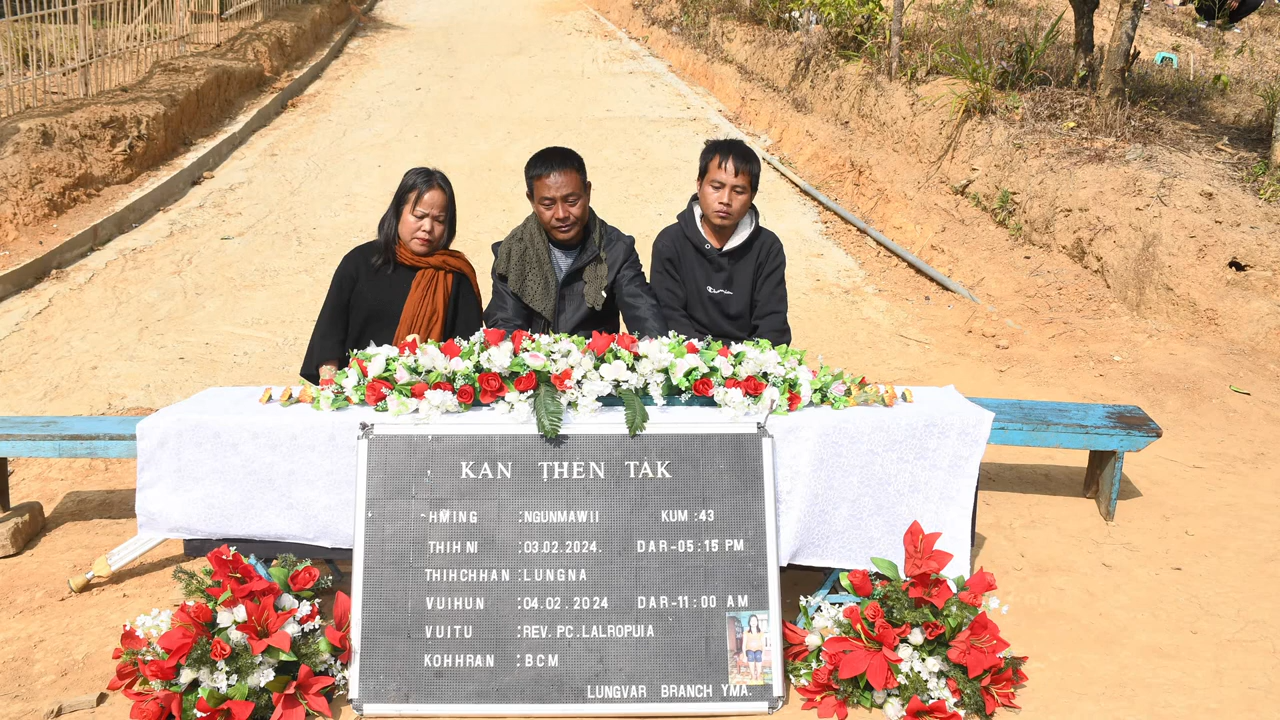 Champion
KAN ṬHEN TAK
HMING :NGUNMAWII KUM :43
THIH NI :03.02.2024. DAR-05:15 PM
THIHCHHAN :LUNGNA
VUIHUN :04.02.2024 DAR-11:00 AM
VUITU :REV. PC.LALROPUIA
KOHHRAN :BCM
LUNGVAR BRANCH YMA.